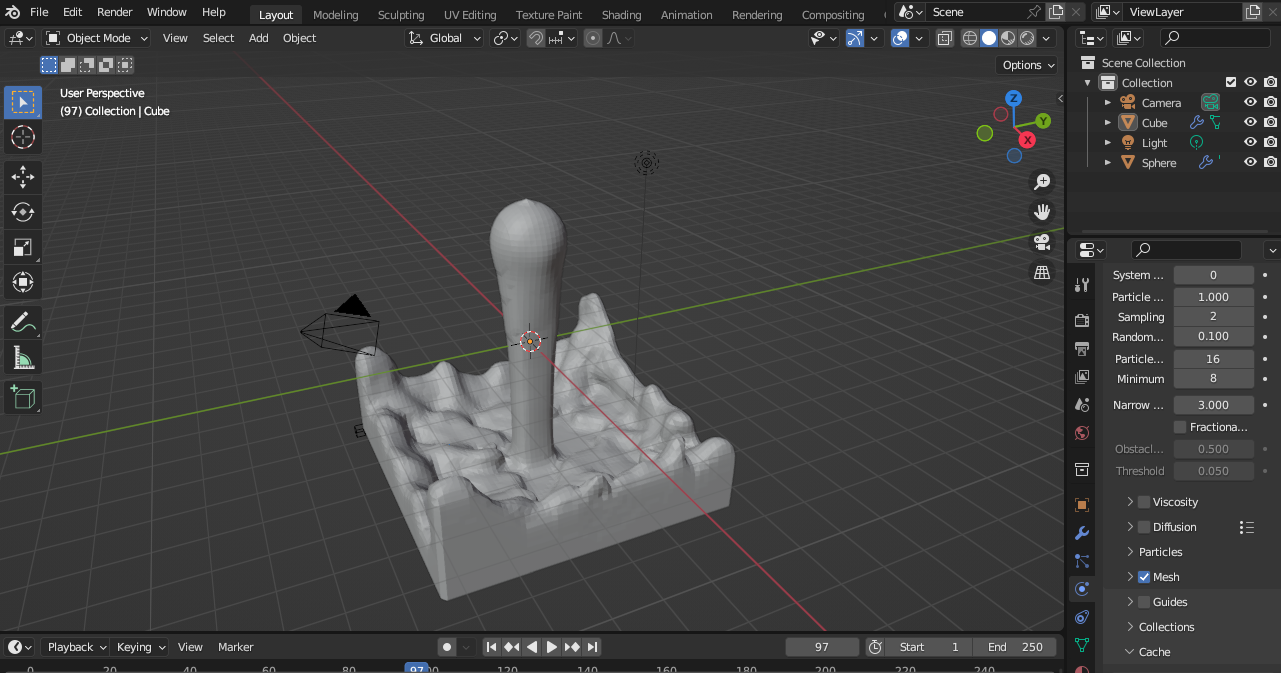 File Edit Render Window Help Layout Modeling Sculpting UV Editing Texture Paint Shading Animation Rendering Compositing Scene ViewLayer
Object Mode View Select Add Object Global
Options
User Perspective
(97) Collection | Cube
Z
Y
X
Scene Collection
Collection
Camera
Cube
Light
Sphere
System ... 0
Particle ... 1.000
Sampling 2
Random... 0.100
Particle... 16
Minimum 8
Narrow ... 3.000
Fractiona...
Obstacl... 0.500
Threshold 0.050
Viscosity
Diffusion
Particles
Mesh
Guides
Collections
Cache
Playback Keying View Marker 97 Start 1 End 250
0 20 40 60 80 97 120 140 160 180 200 220 240